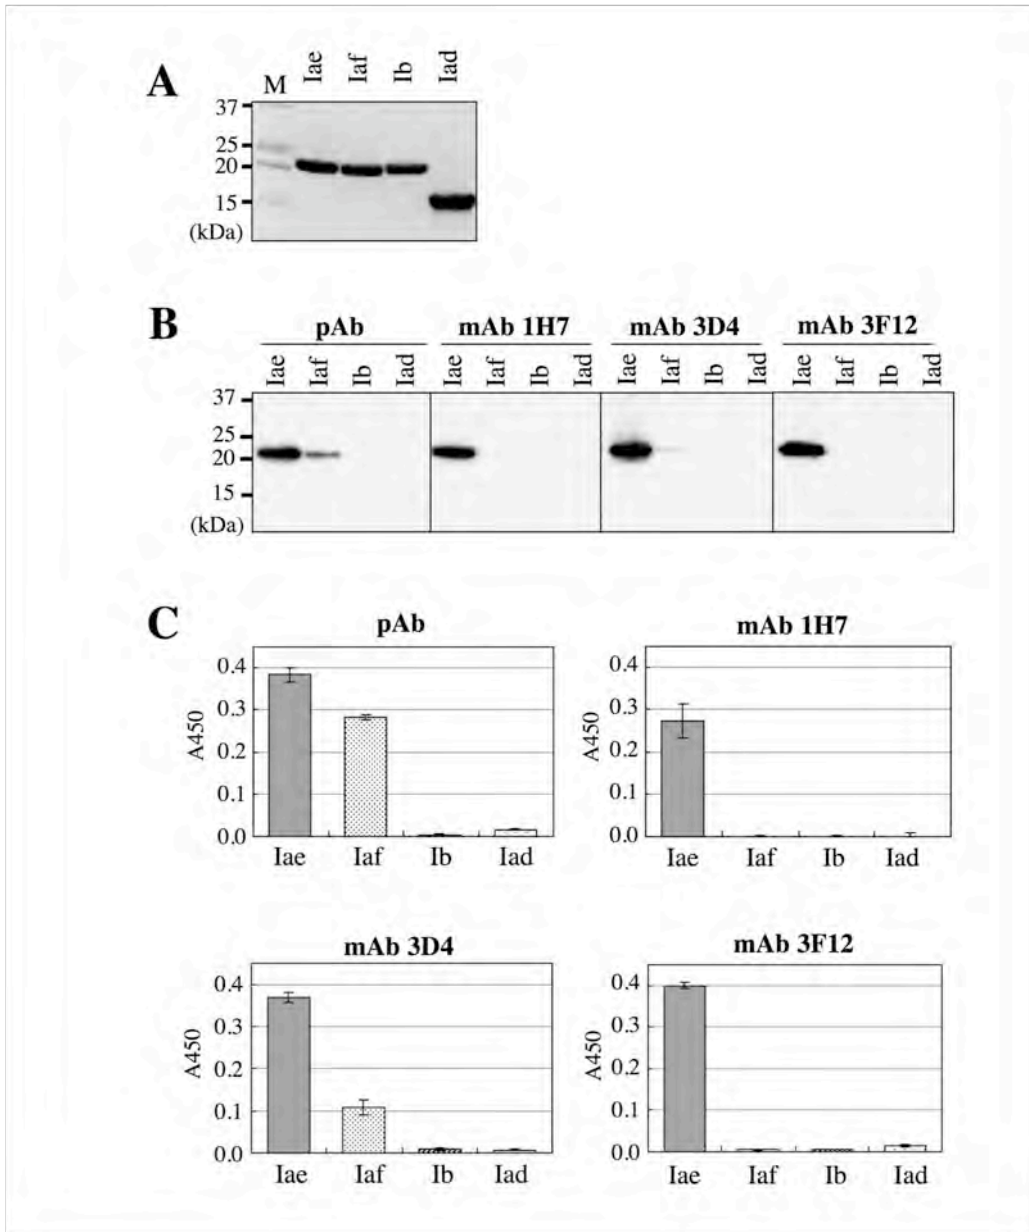 A
M Iae Iaf Ib Iad
37
25
20
15
(kDa)
B
pAb mAb 1H7 mAb 3D4 mAb 3F12
Iae Iaf Ib Iad Iae Iaf Ib Iad Iae Iaf Ib Iad Iae Iaf Ib Iad
37
25
20
15
(kDa)
C
pAb
A450
0.4
0.3
0.2
0.1
0.0
Iae Iaf Ib Iad
mAb 1H7
A450
0.4
0.3
0.2
0.1
0.0
Iae Iaf Ib Iad
mAb 3D4
A450
0.4
0.3
0.2
0.1
0.0
Iae Iaf Ib Iad
mAb 3F12
A450
0.4
0.3
0.2
0.1
0.0
Iae Iaf Ib Iad